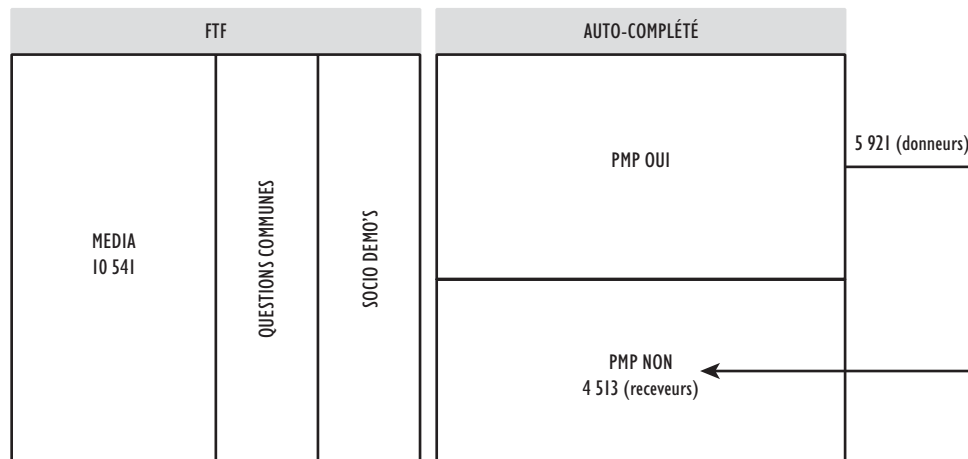 FTF
AUTO-COMPLÉTÉ
MEDIA
10 541
QUESTIONS COMMUNES
SOCIO DEMO'S
PMP OUI
5 921 (donneurs)
PMP NON
4 513 (receveurs)